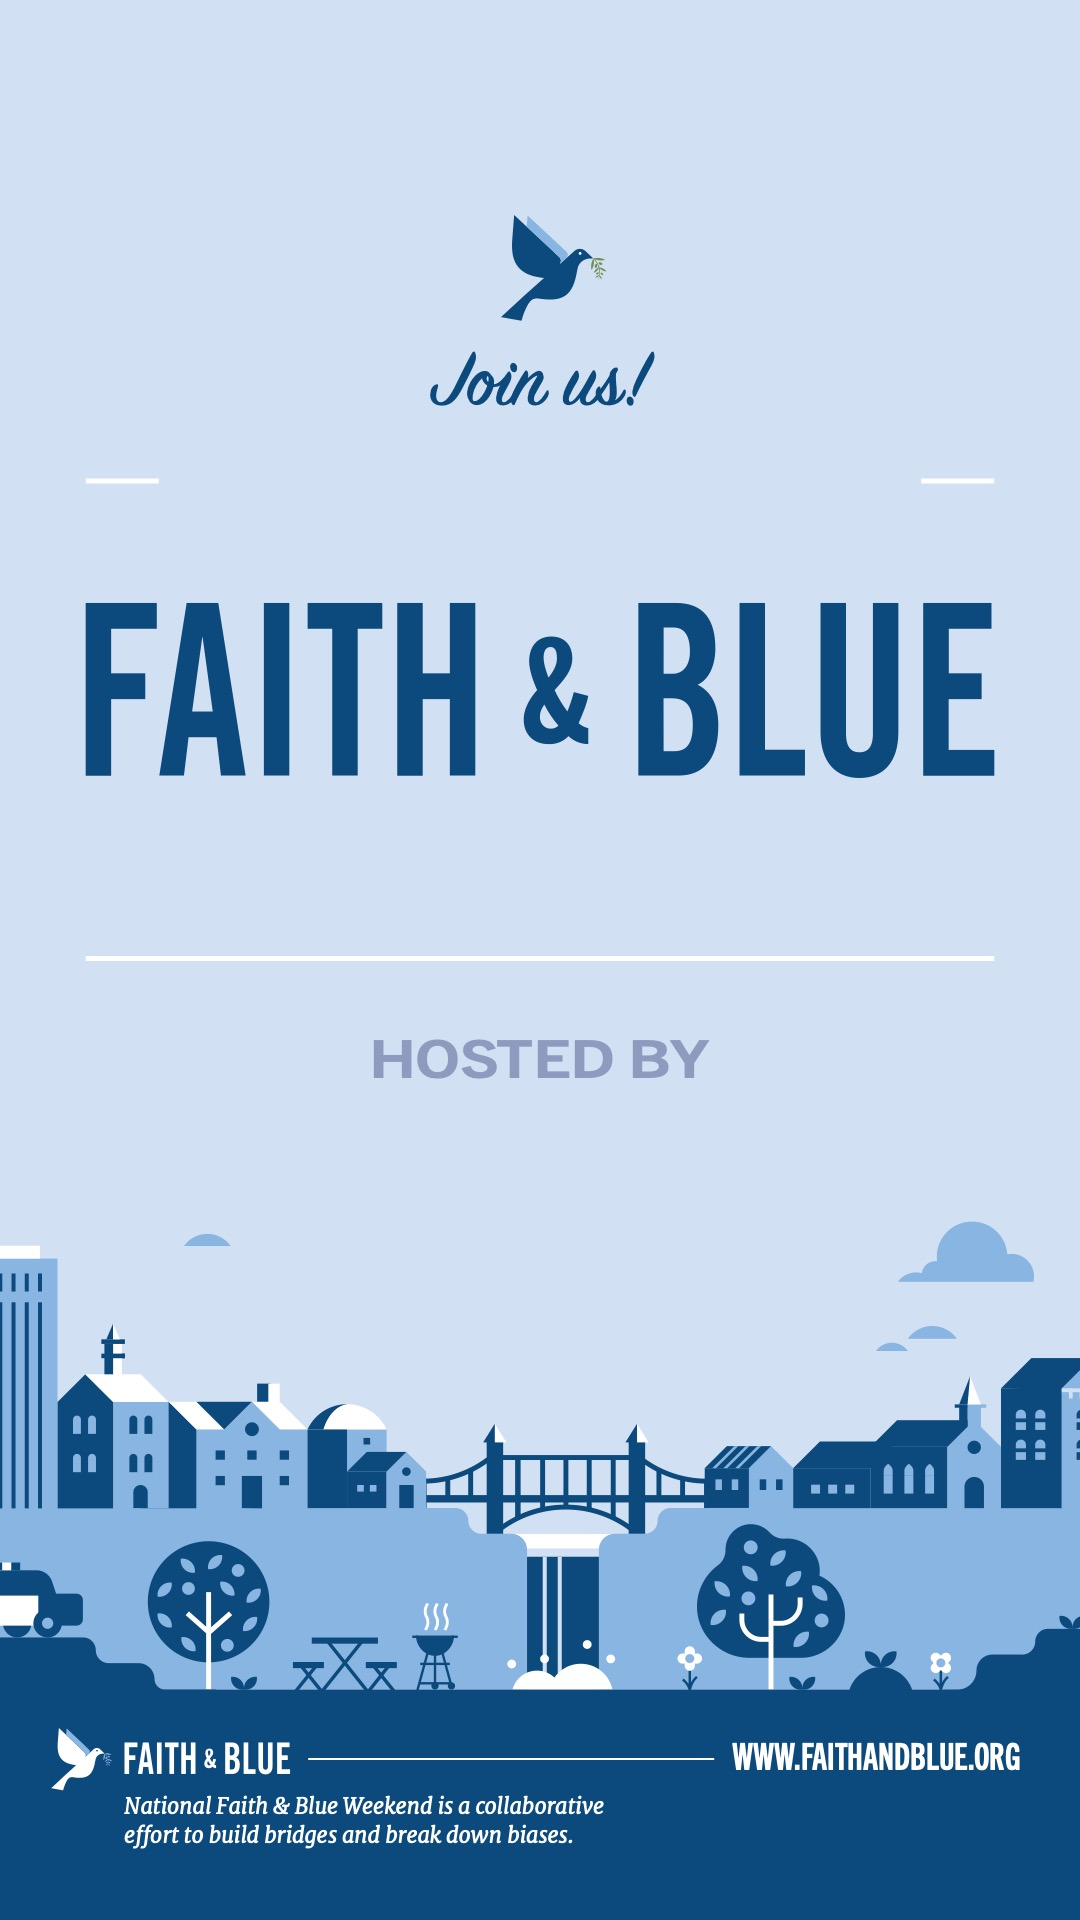 Join us!
FAITH & BLUE
HOSTED BY
FAITH & BLUE
WWW.FAITHANDBLUE.ORG
National Faith & Blue Weekend is a collaborative
effort to build bridges and break down biases.